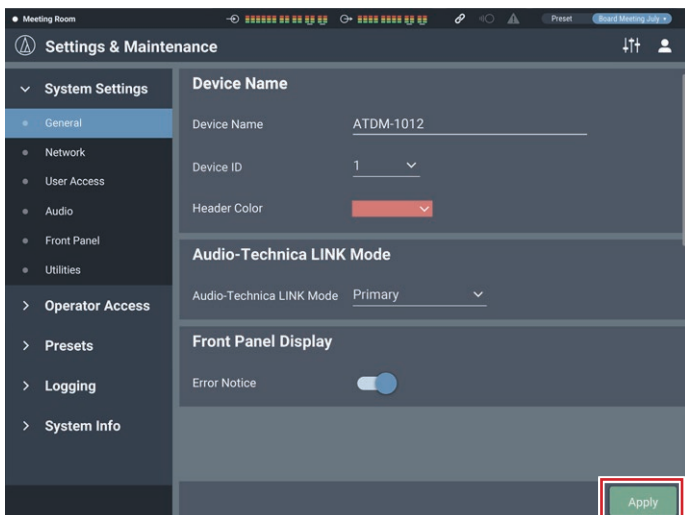 Meeting Room
Preset
Board Meeting July
Settings & Maintenance
System Settings
General
Network
User Access
Audio
Front Panel
Utilities
Operator Access
Presets
Logging
System Info
Device Name
Device Name ATDM-1012
Device ID 1
Header Color
Audio-Technica LINK Mode
Audio-Technica LINK Mode Primary
Front Panel Display
Error Notice
Apply